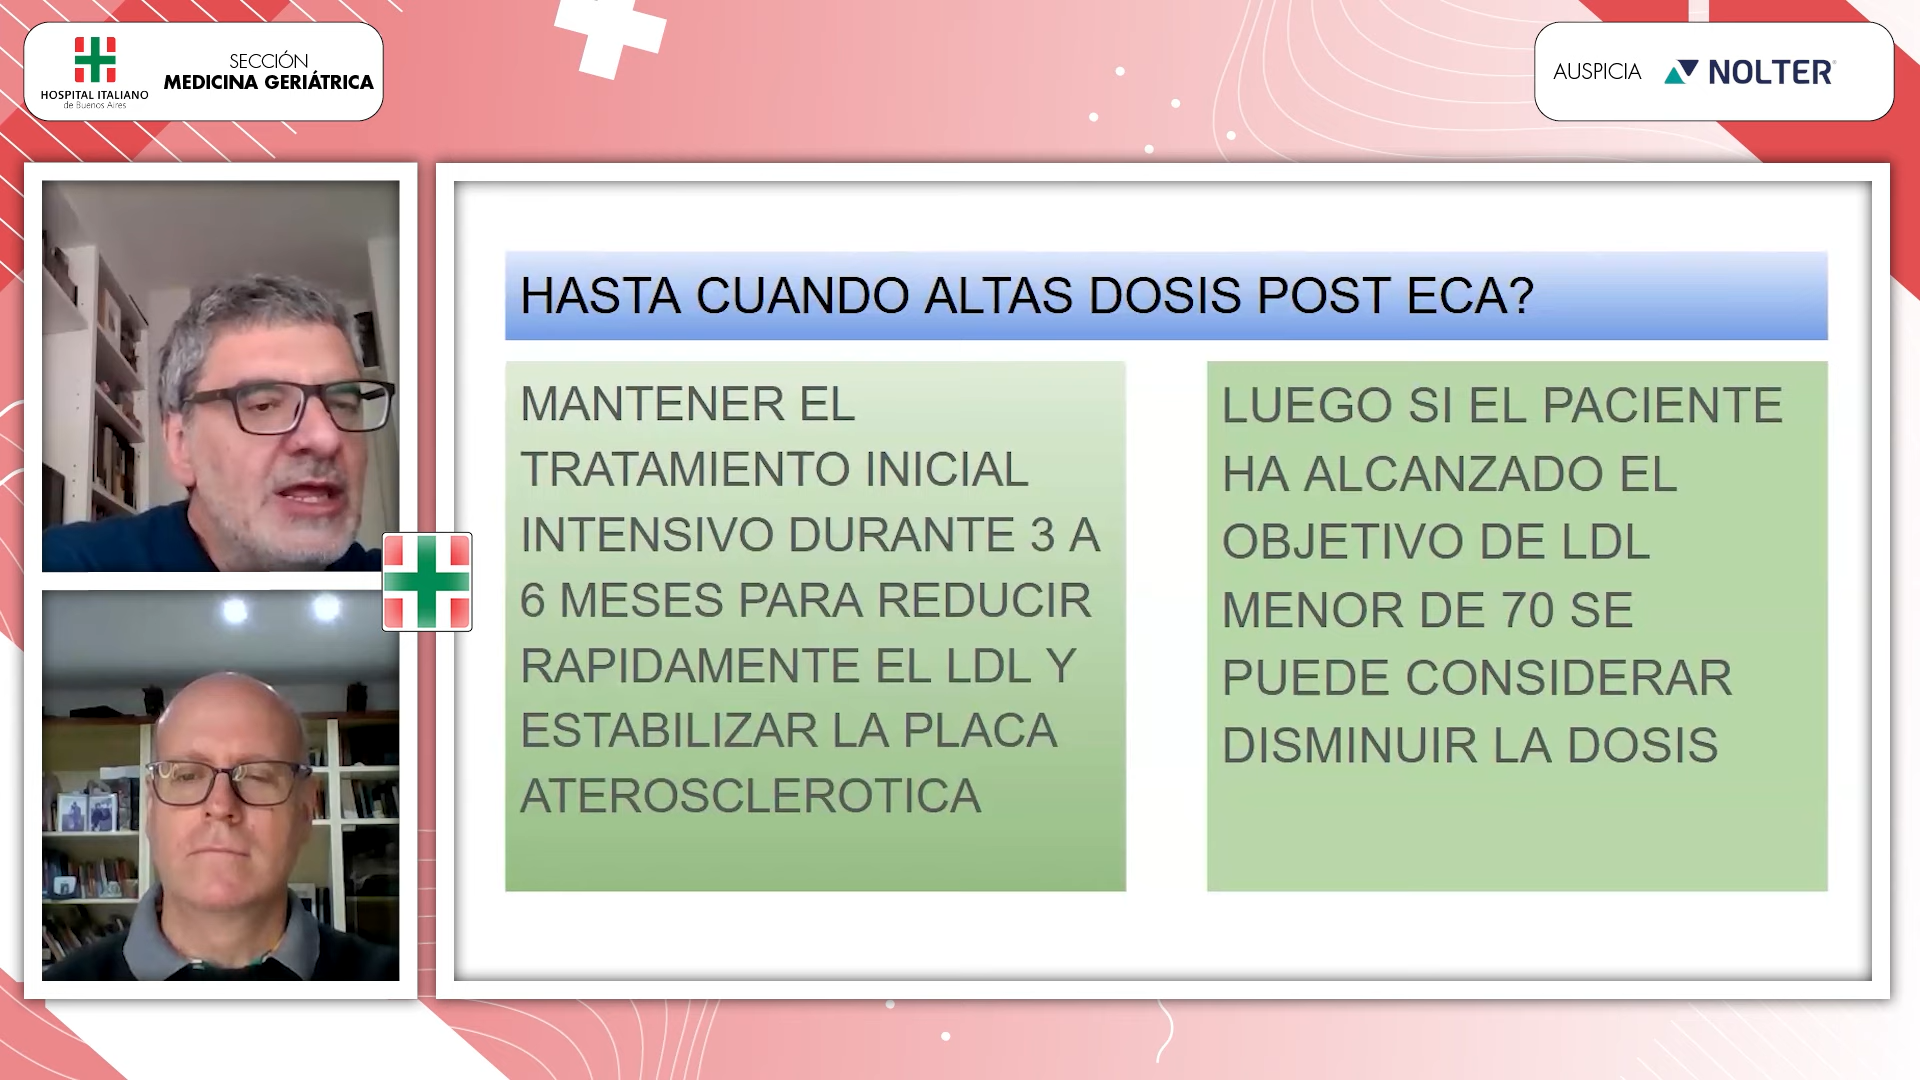 HOSPITAL ITALIANO
de Buenos Aires
SECCIÓN
MEDICINA GERIÁTRICA
AUSPICIA NOLTER
HASTA CUANDO ALTAS DOSIS POST ECA?
MANTENER EL
TRATAMIENTO INICIAL
INTENSIVO DURANTE 3 A
6 MESES PARA REDUCIR
RAPIDAMENTE EL LDL Y
ESTABILIZAR LA PLACA
ATEROSCLEROTICA
LUEGO SI EL PACIENTE
HA ALCANZADO EL
OBJETIVO DE LDL
MENOR DE 70 SE
PUEDE CONSIDERAR
DISMINUIR LA DOSIS